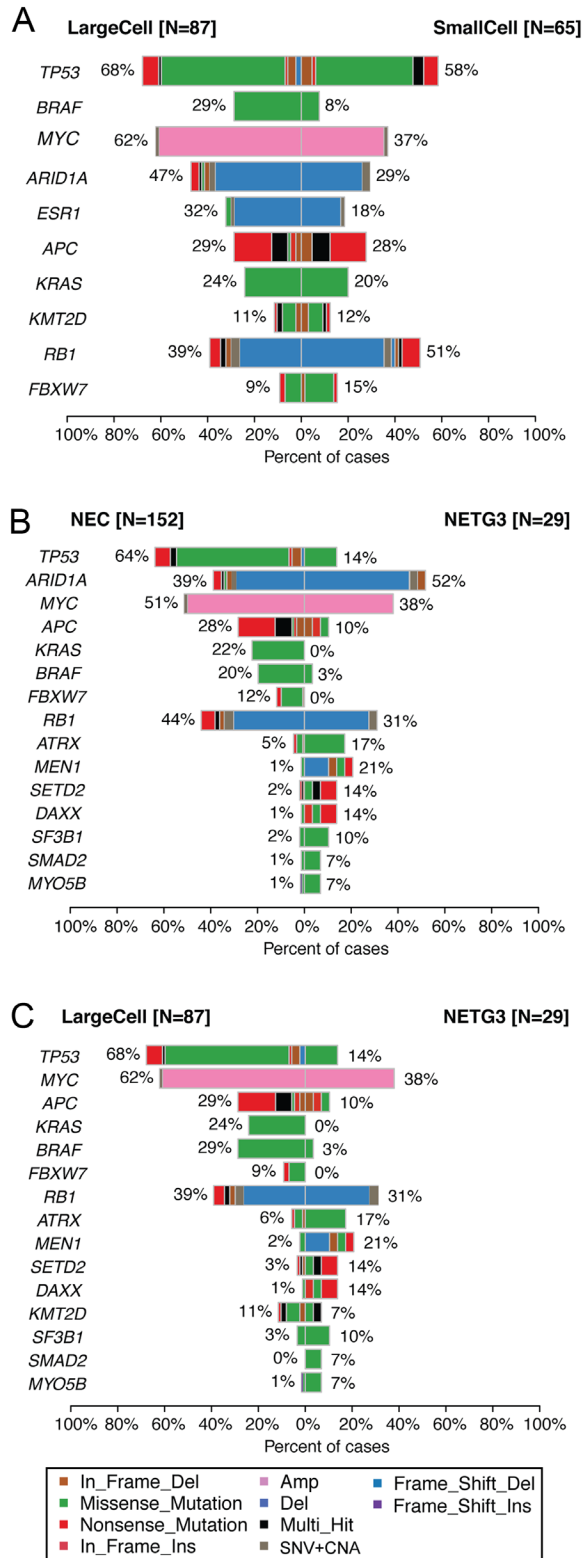 A
LargeCell [N=87] SmallCell [N=65]
68% TP53 58%
BRAF 29% 8%
MYC 62% 37%
ARID1A 47% 29%
ESR1 32% 18%
APC 29% 28%
KRAS 24% 20%
KMT2D 11% 12%
RB1 39% 51%
FBXW7 9% 15%
100% 80% 60% 40% 20% 0% 20% 40% 60% 80% 100%
Percent of cases
B
NEC [N=152] NETG3 [N=29]
TP53 64% 14%
ARID1A 39% 52%
MYC 51% 38%
APC 28% 10%
KRAS 22% 0%
BRAF 20% 3%
FBXW7 12% 0%
RB1 44% 31%
ATRX 5% 17%
MEN1 1% 21%
SETD2 2% 14%
DAXX 1% 14%
SF3B1 2% 10%
SMAD2 1% 7%
MYO5B 1% 7%
100% 80% 60% 40% 20% 0% 20% 40% 60% 80% 100%
Percent of cases
C
LargeCell [N=87] NETG3 [N=29]
TP53 68% 14%
MYC 62% 38%
APC 29% 10%
KRAS 24% 0%
BRAF 29% 3%
FBXW7 9% 0%
RB1 39% 31%
ATRX 6% 17%
MEN1 2% 21%
SETD2 3% 14%
DAXX 1% 14%
KMT2D 11% 7%
SF3B1 3% 10%
SMAD2 0% 7%
MYO5B 1% 7%
100% 80% 60% 40% 20% 0% 20% 40% 60% 80% 100%
Percent of cases
In_Frame_Del Amp Frame_Shift_Del
Missense_Mutation Del Frame_Shift_Ins
Nonsense_Mutation Multi_Hit
In_Frame_Ins SNV+CNA